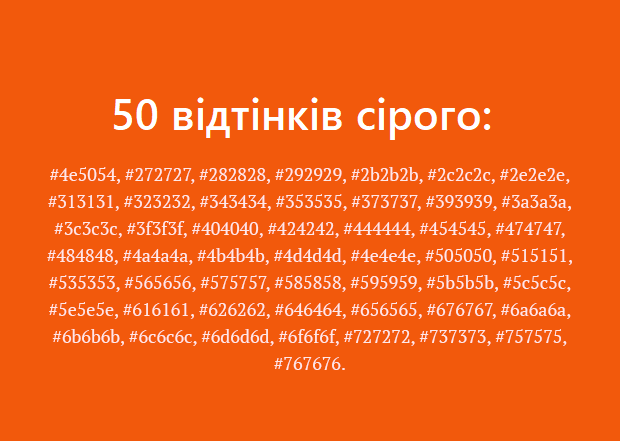 50 відтінків сірого:
#4e5054, #272727, #282828, #292929, #2b2b2b, #2c2c2c, #2e2e2e,
#313131, #323232, #343434, #353535, #373737, #393939, #3a3a3a,
#3c3c3c, #3f3f3f, #404040, #424242, #444444, #454545, #474747,
#484848, #4a4a4a, #4b4b4b, #4d4d4d, #4e4e4e, #505050, #515151,
#535353, #565656, #575757, #585858, #595959, #5b5b5b, #5c5c5c,
#5e5e5e, #616161, #626262, #646464, #656565, #676767, #6a6a6a,
#6b6b6b, #6c6c6c, #6d6d6d, #6f6f6f, #727272, #737373, #757575,
#767676.